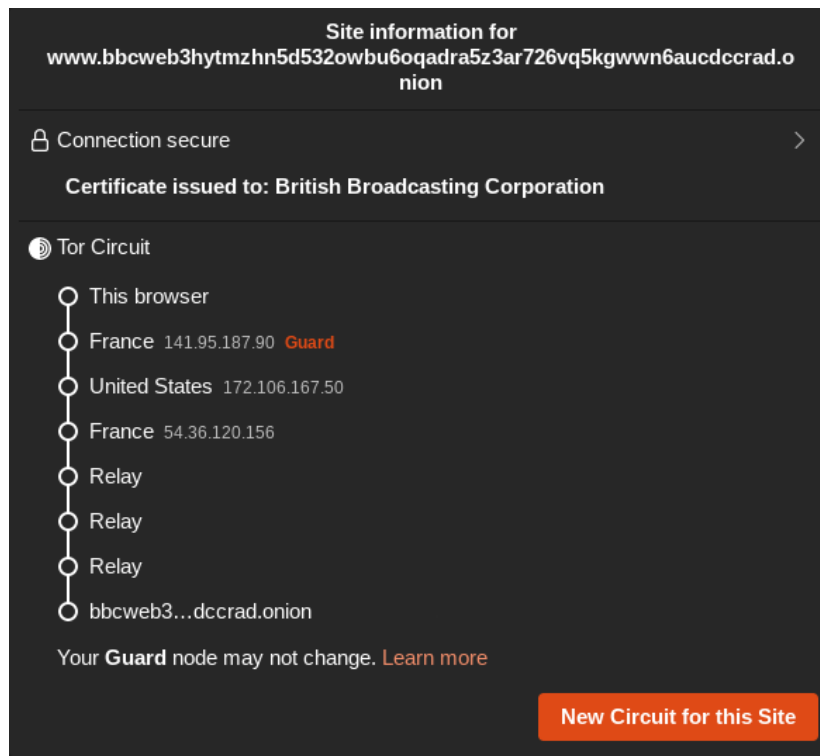 Site information for
www.bbcweb3hytmzhn5d532owbu6oqadra5z3ar726vq5kgwwn6aucdccrad.o
nion
Connection secure
Certificate issued to: British Broadcasting Corporation
Tor Circuit
This browser
France 141.95.187.90 Guard
United States 172.106.167.50
France 54.36.120.156
Relay
Relay
Relay
bbcweb3…dccrad.onion
Your Guard node may not change. Learn more
New Circuit for this Site